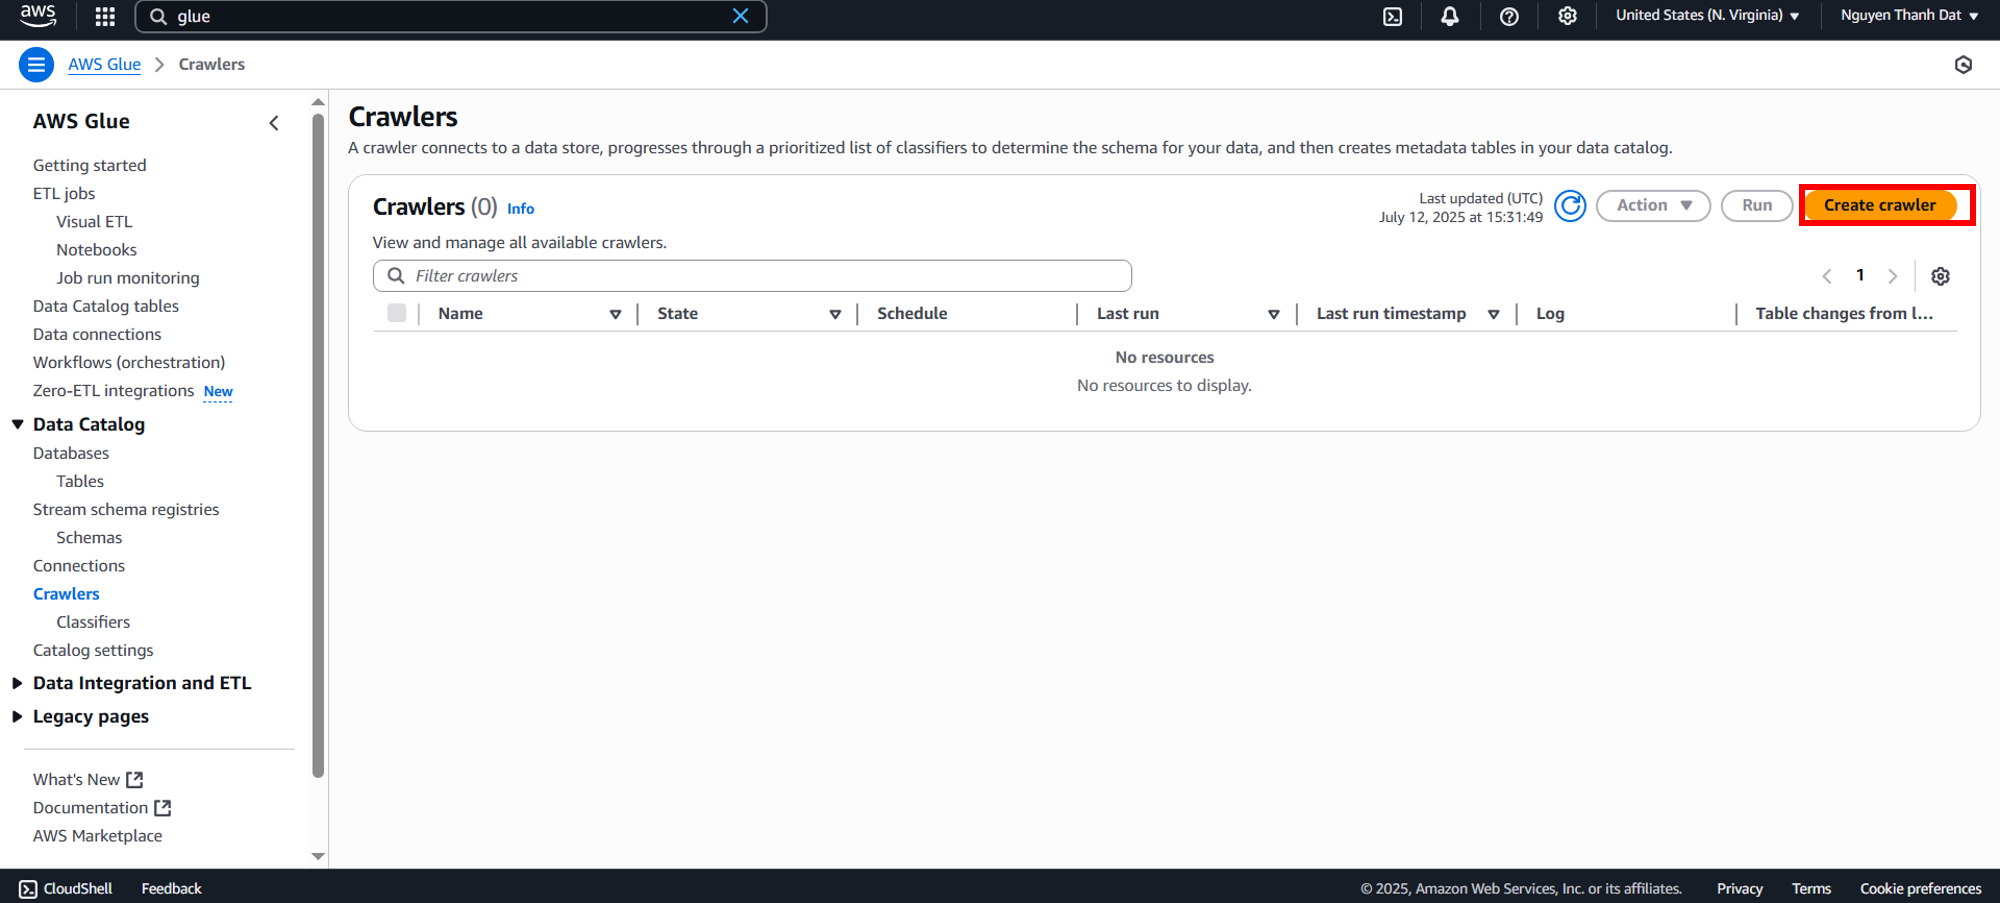 aws
glue
United States (N. Virginia)
Nguyen Thanh Dat
AWS Glue
Crawlers
AWS Glue
Getting started
ETL jobs
Visual ETL
Notebooks
Job run monitoring
Data Catalog tables
Data connections
Workflows (orchestration)
Zero-ETL integrations New
Data Catalog
Databases
Tables
Stream schema registries
Schemas
Connections
Crawlers
Classifiers
Catalog settings
Data Integration and ETL
Legacy pages
What's New
Documentation
AWS Marketplace
Crawlers
A crawler connects to a data store, progresses through a prioritized list of classifiers to determine the schema for your data, and then creates metadata tables in your data catalog.
Crawlers (0) Info
Last updated (UTC)
July 12, 2025 at 15:31:49
Action
Run
Create crawler
View and manage all available crawlers.
Filter crawlers
1
Name State Schedule Last run Last run timestamp Log Table changes from l...
No resources
No resources to display.
CloudShell Feedback
© 2025, Amazon Web Services, Inc. or its affiliates. Privacy Terms Cookie preferences